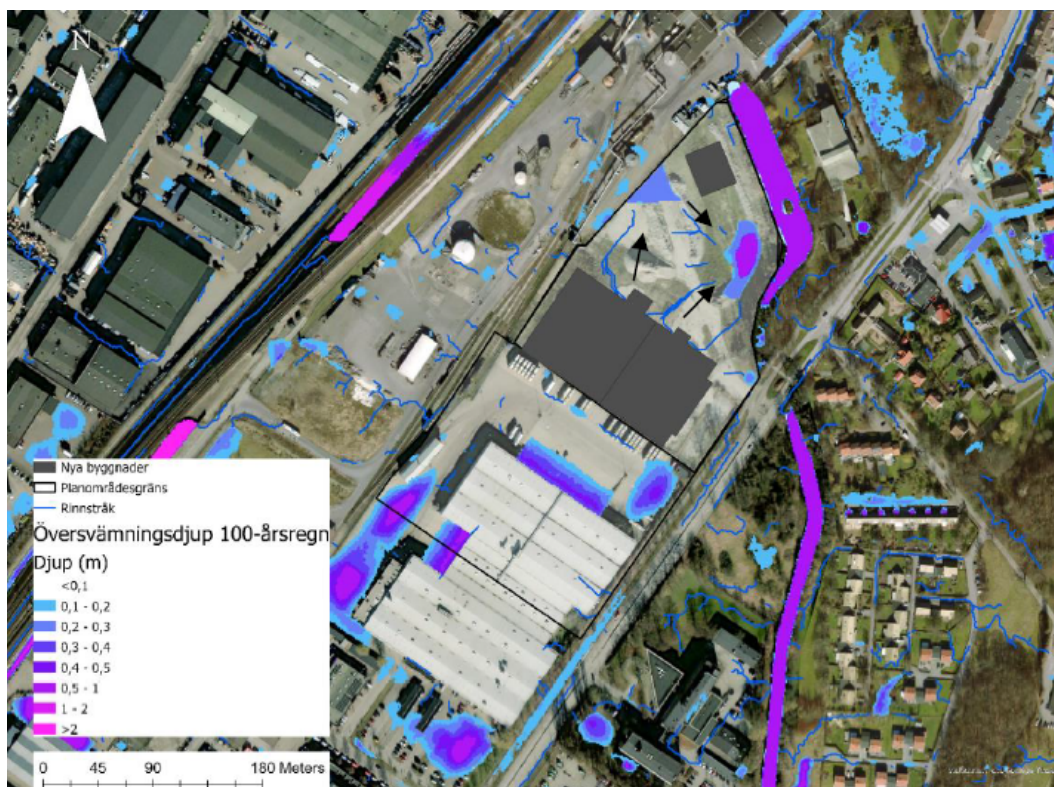 N
Nya byggnader
Planområdesgräns
Rinnstråk
Översvämningsdjup 100-årsregn
Djup (m)
<0,1
0,1 - 0,2
0,2 - 0,3
0,3 - 0,4
0,4 - 0,5
0,5 - 1
1 - 2
>2
0 45 90 180 Meters